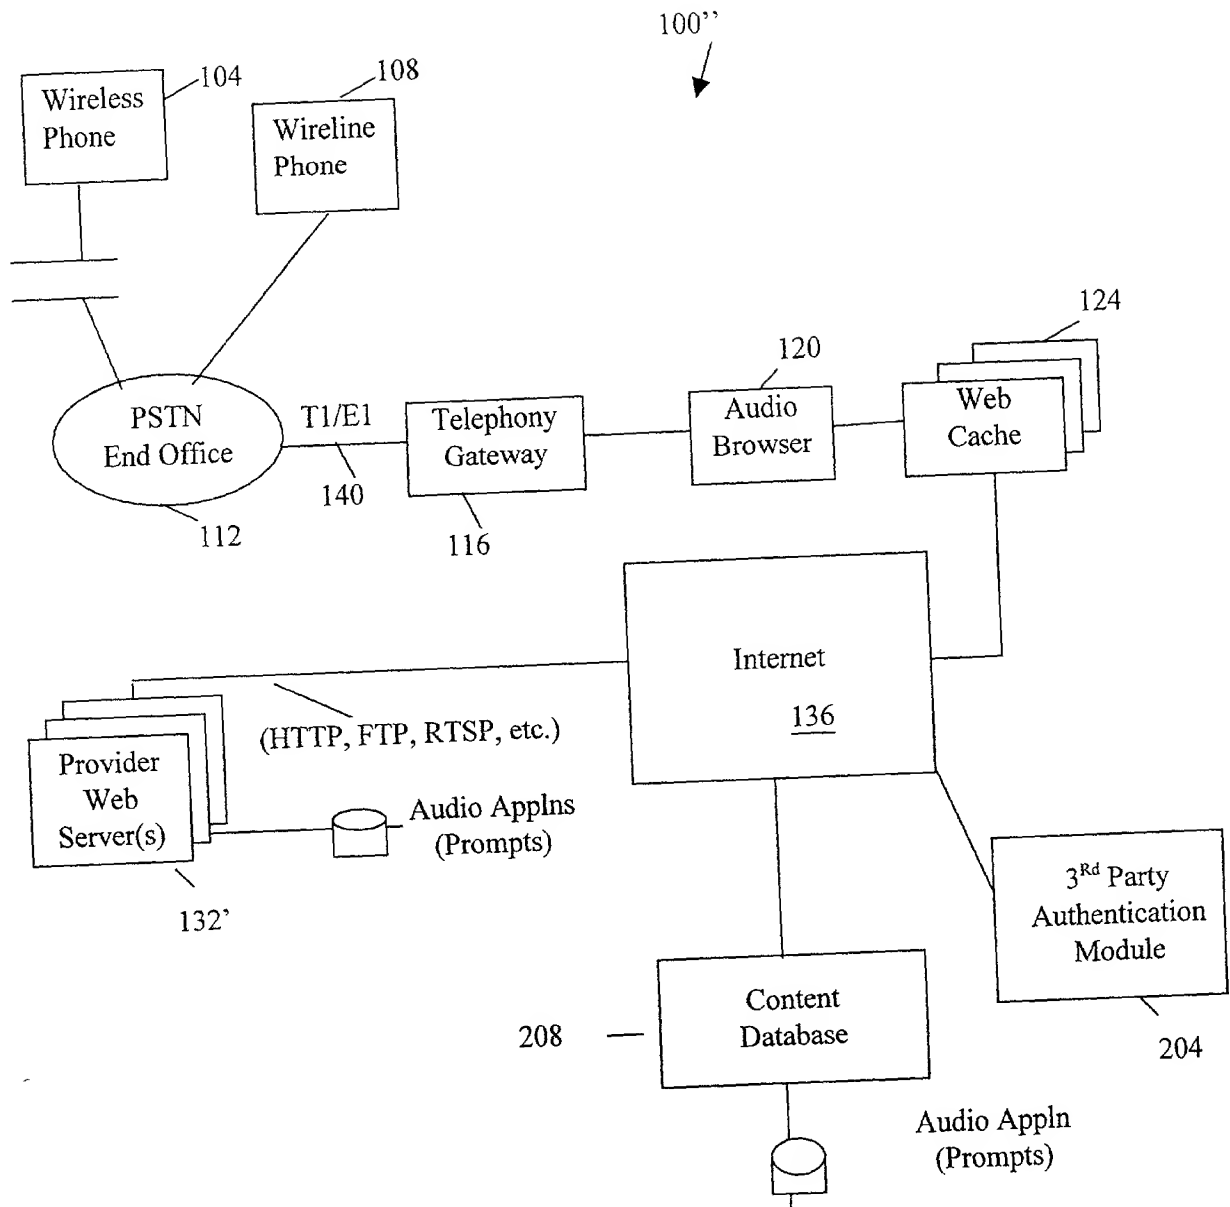 100’’
104
108
Wireless
Phone
Wireline
Phone
124
120
PSTN
End Office
T1/E1
Telephony
Gateway
Audio
Browser
Web
Cache
140
112
116
Internet
136
(HTTP, FTP, RTSP, etc.)
Provider
Web
Server(s)
Audio Applns
(Prompts)
132’
3Rd Party
Authentication
Module
Content
Database
208
204
Audio Appln
(Prompts)